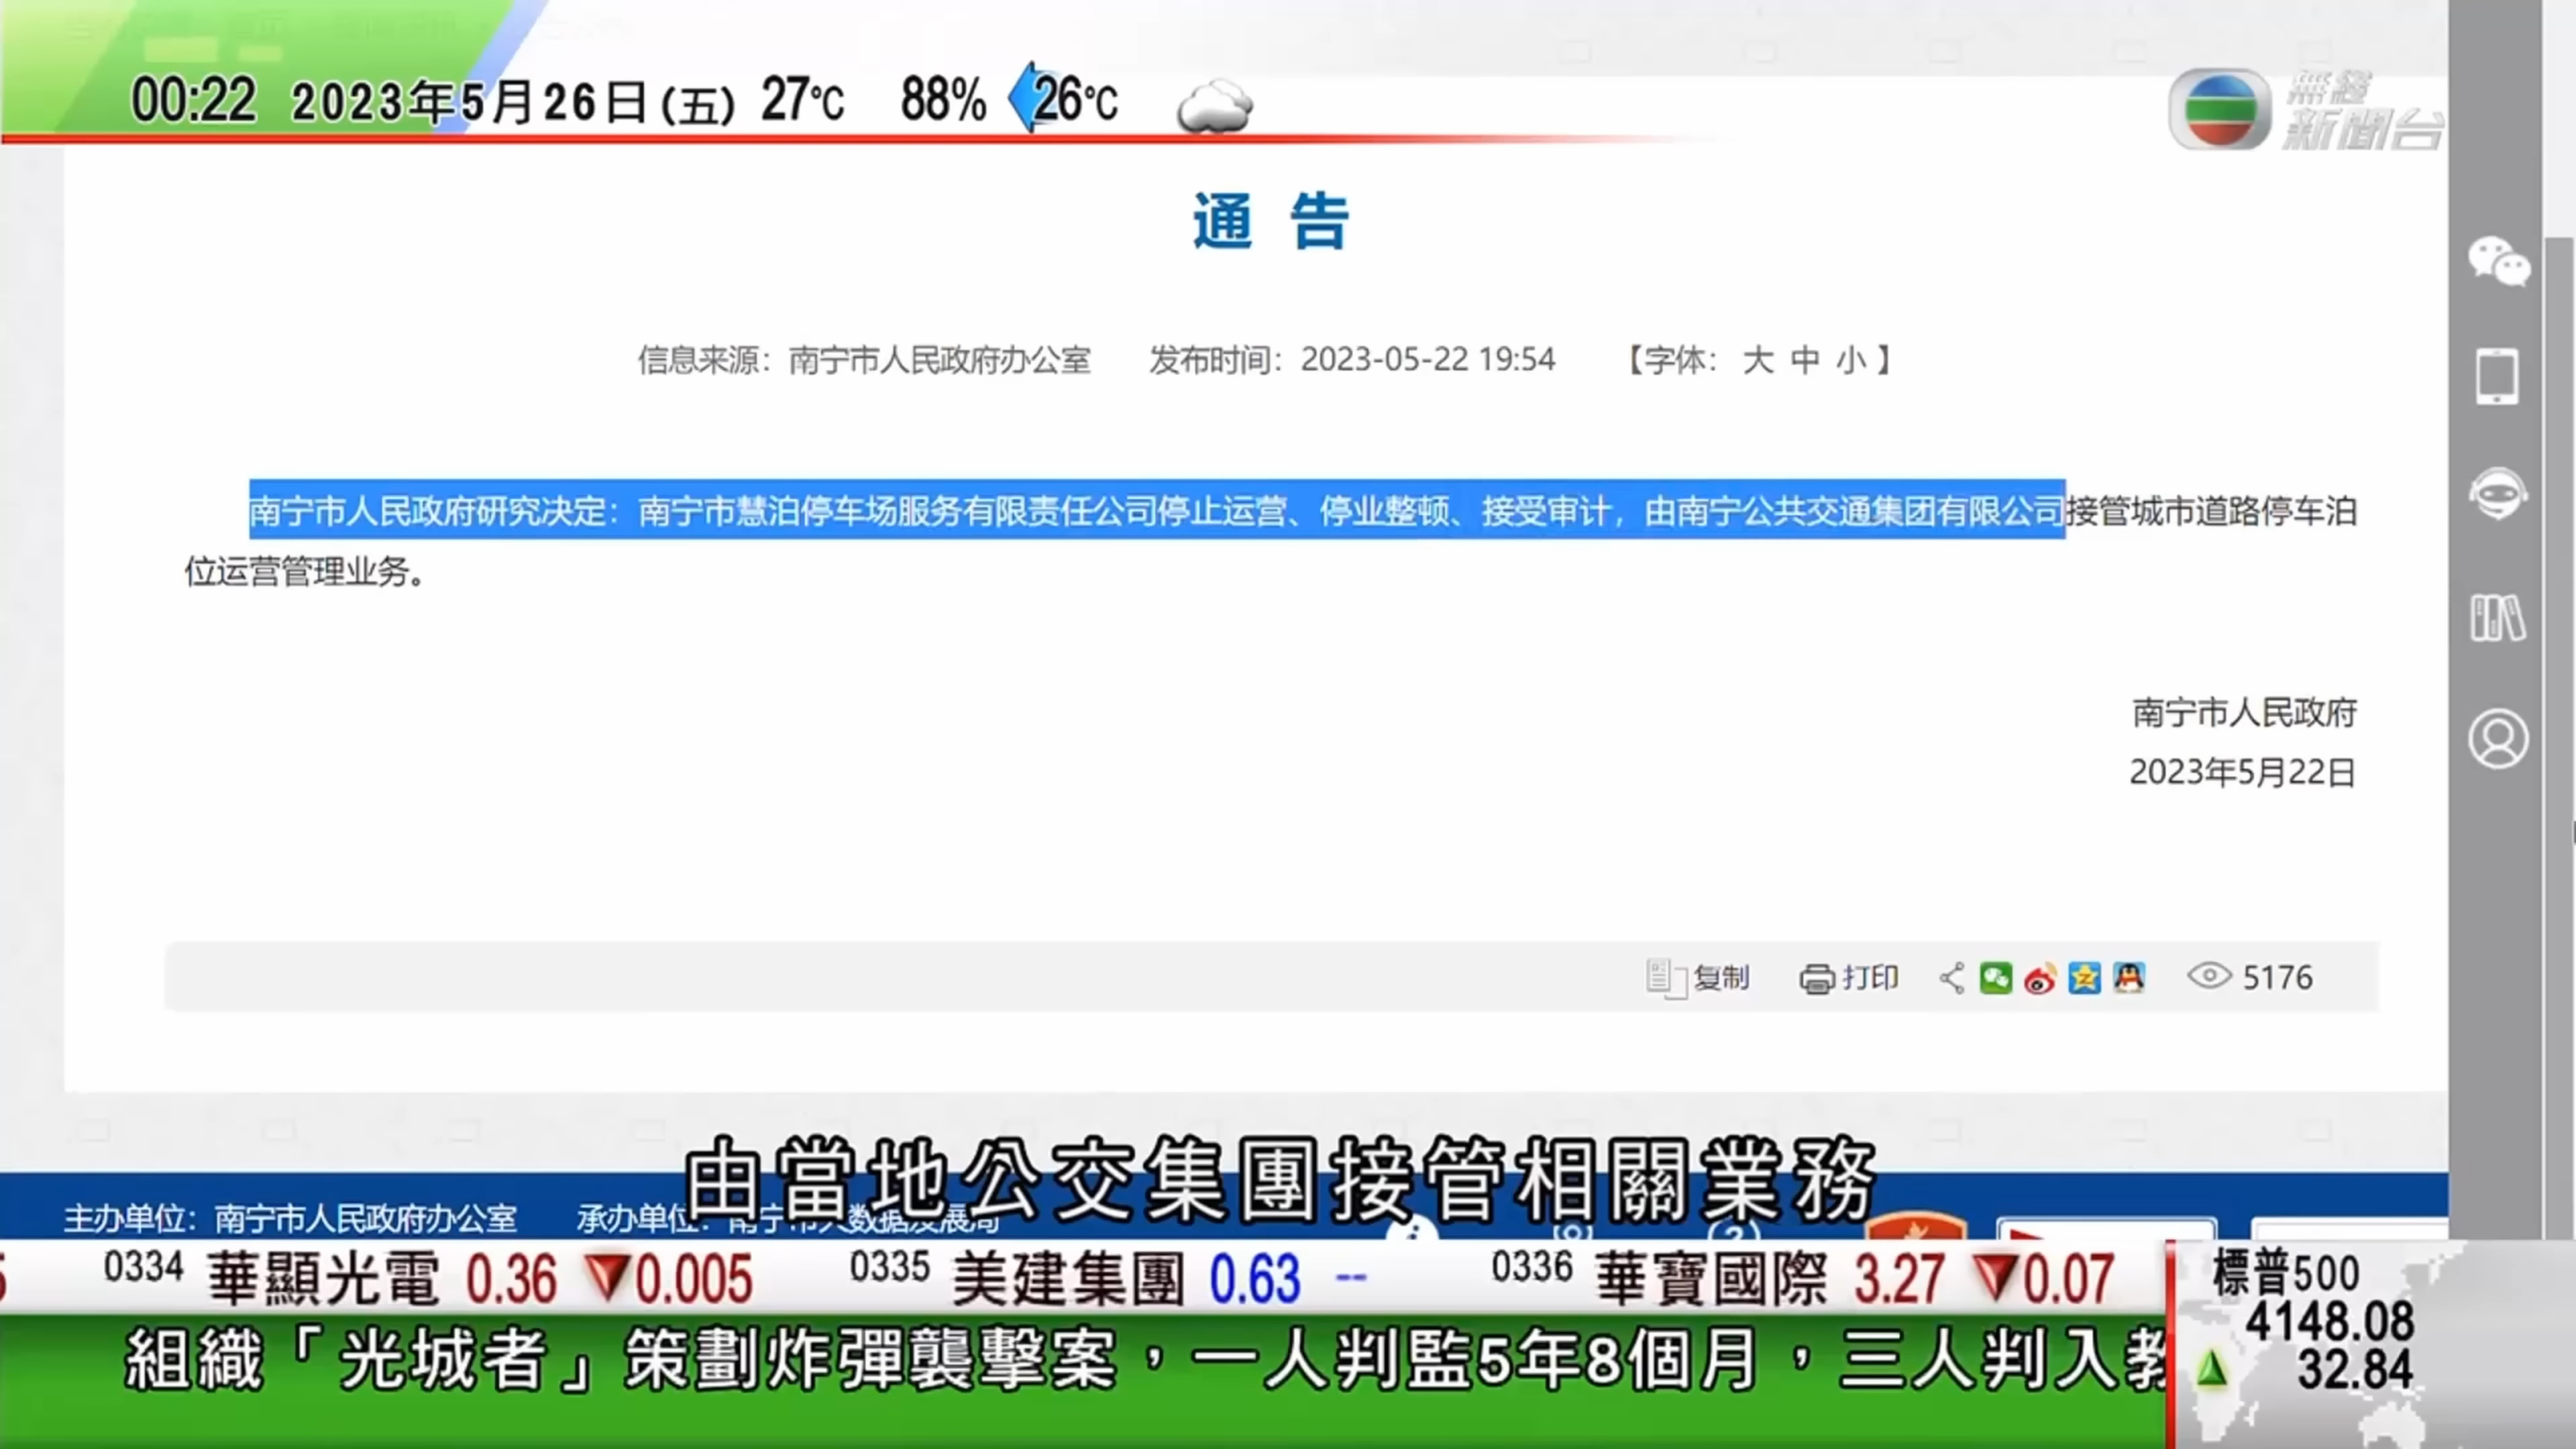 00:22 2023年5月26日(五) 27°C 88% 26°C
無綫
新聞台
通 告
信息来源：南宁市人民政府办公室 发布时间：2023-05-22 19:54 【字体： 大 中 小 】
南宁市人民政府研究决定：南宁市慧泊停车场服务有限责任公司停止运营、停业整顿、接受审计，由南宁公共交通集团有限公司接管城市道路停车泊
位运营管理业务。
南宁市人民政府
2023年5月22日
复制 打印 5176
由當地公交集團接管相關業務
主办单位：南宁市人民政府办公室 承办单位：南宁市大数据发展局
0334 華顯光電 0.36 ▼0.005 0335 美建集團 0.63 -- 0336 華寶國際 3.27 ▼0.07
標普500
4148.08
▲ 32.84
組織「光城者」策劃炸彈襲擊案，一人判監5年8個月，三人判入教